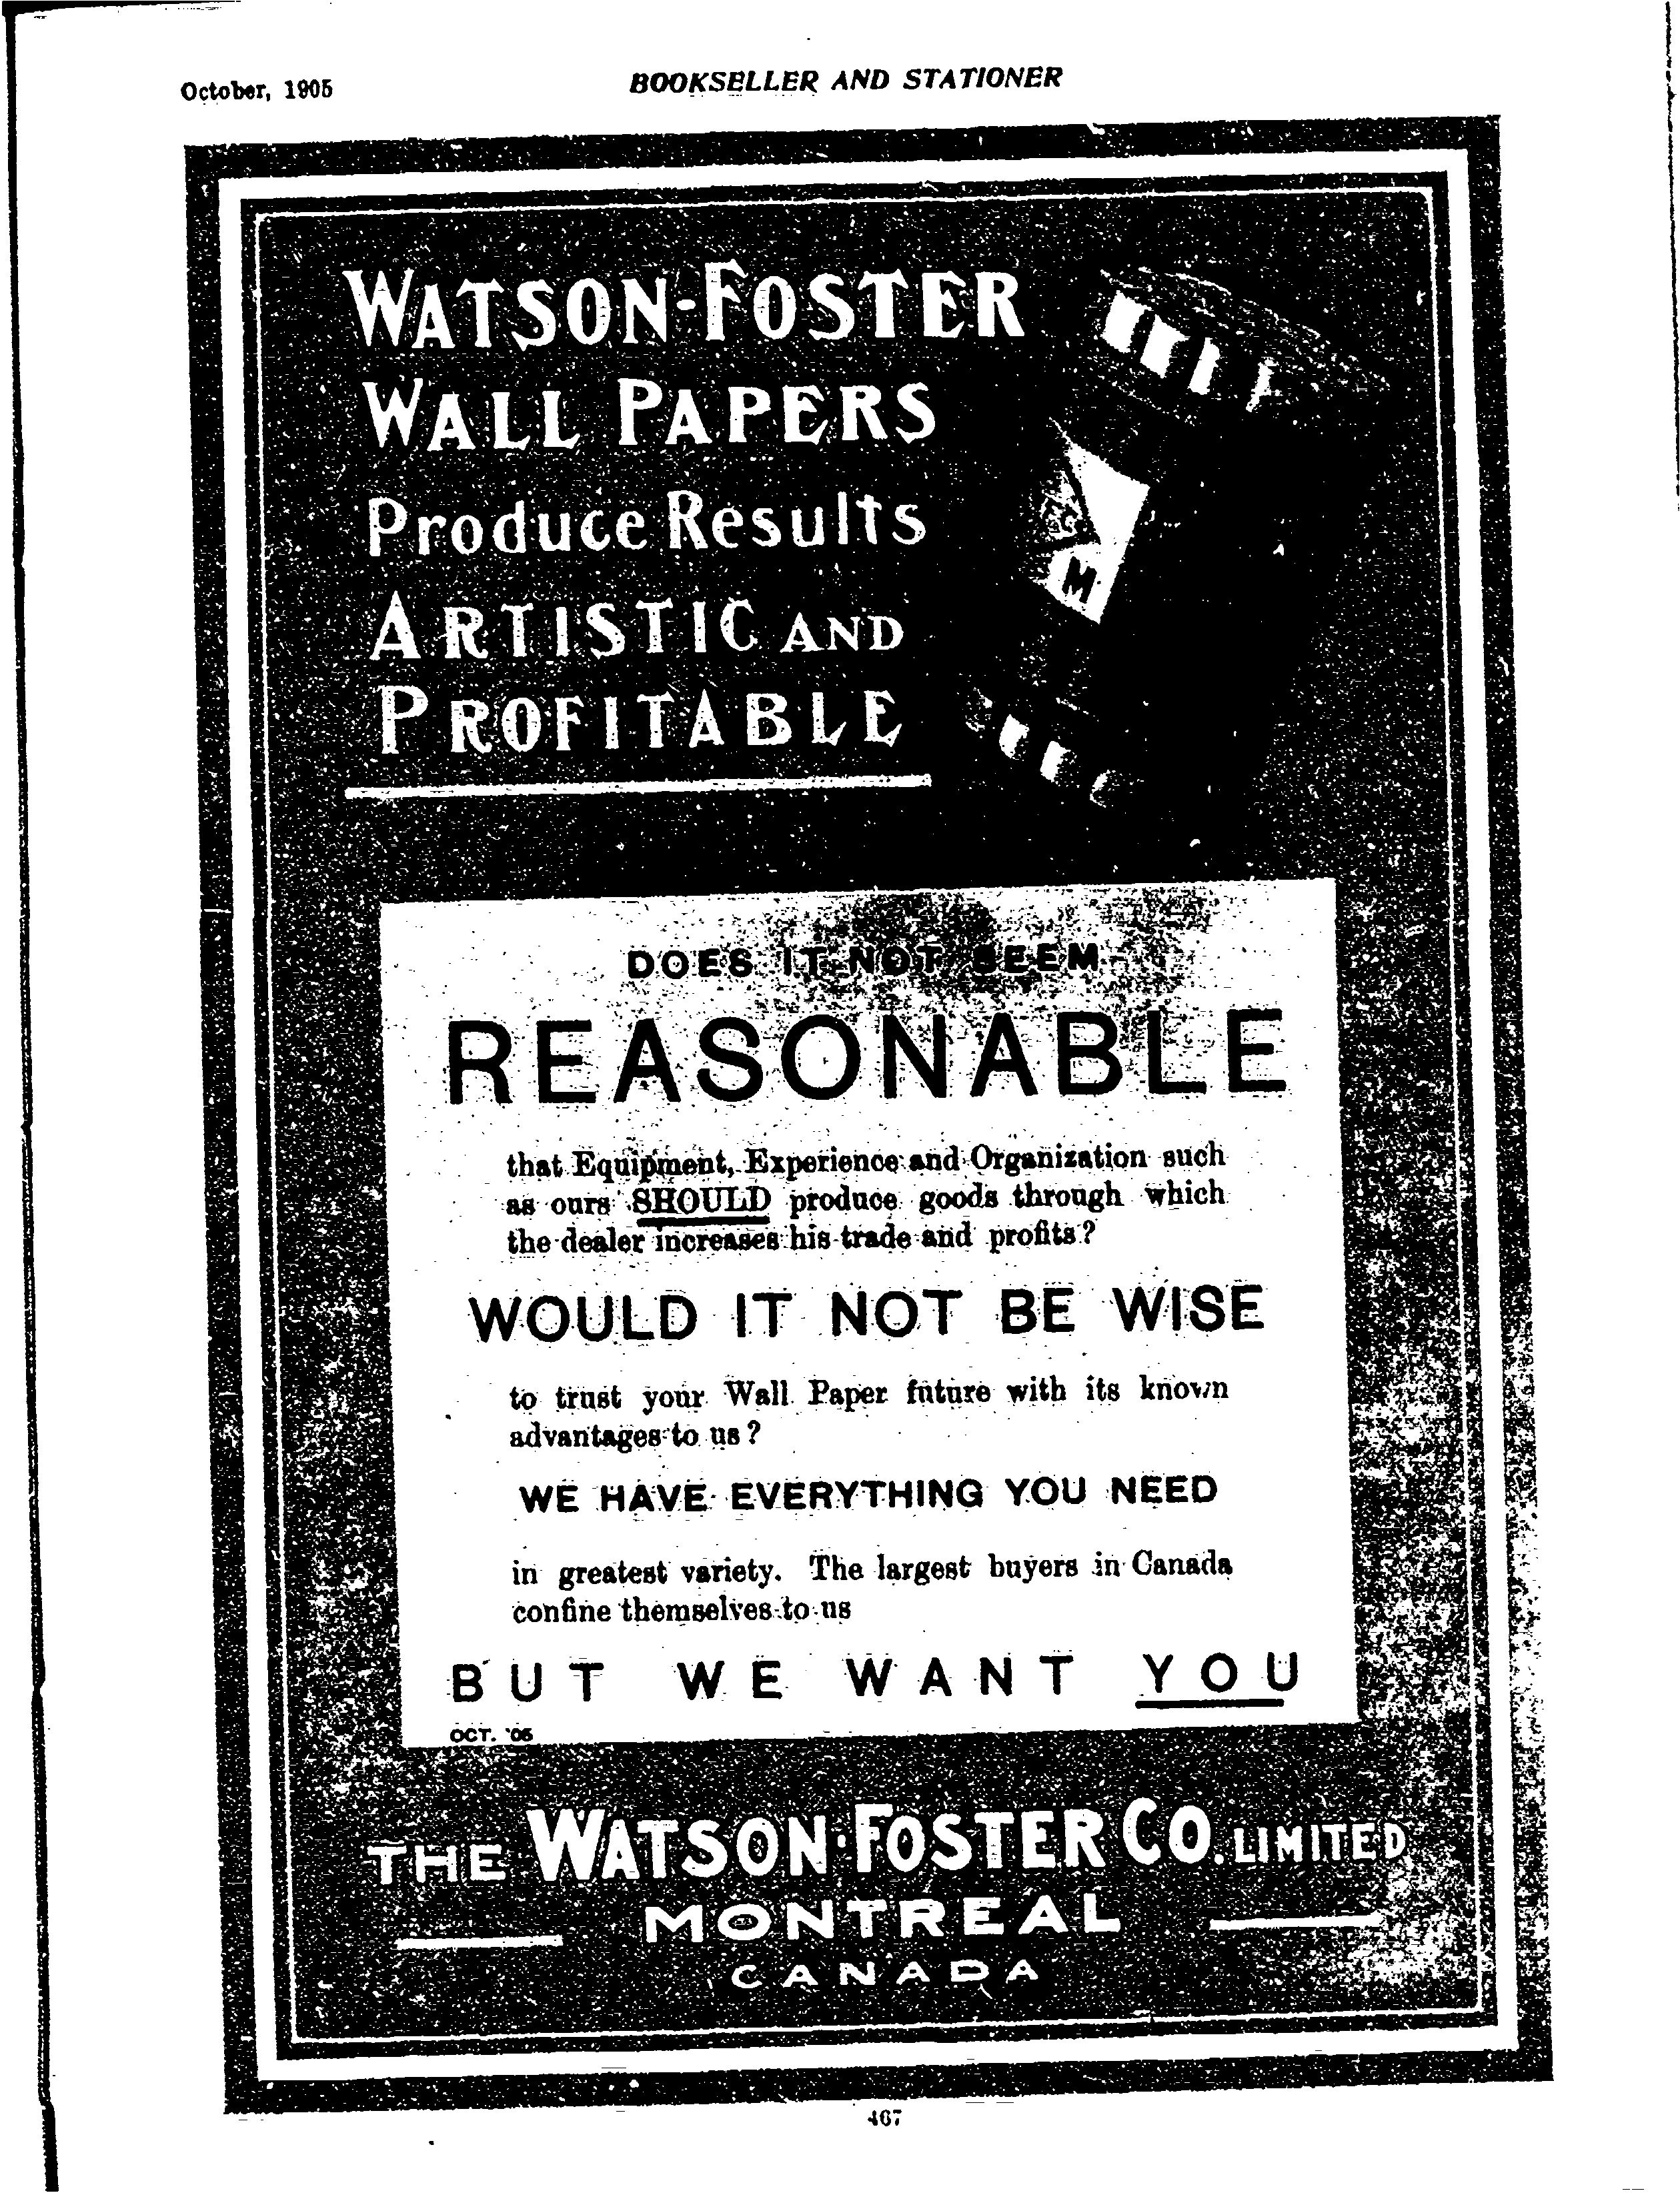 October, 1905
BOOKSELLER AND STATIONER
WATSON-FOSTER
WALL PAPERS
Produce Results
ARTISTIC AND
PROFITABLE
M
DOES IT NOT SEEM
REASONABLE
that Equipment, Experience and Organization such
as ours SHOULD produce goods through which
the dealer increases his trade and profits?
WOULD IT NOT BE WISE
to trust your Wall Paper future with its known
advantages to us?
WE HAVE EVERYTHING YOU NEED
in greatest variety. The largest buyers in Canada
confine themselves to us
BUT WE WANT YOU
OCT. '05
THE WATSON-FOSTER CO. LIMITED
MONTREAL
CANADA
467